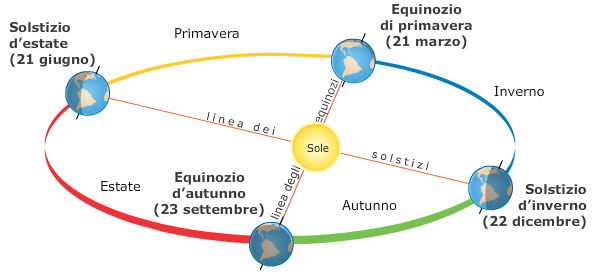 Solstizio
d’estate
(21 giugno)
Primavera
Equinozio
di primavera
(21 marzo)
Inverno
linea dei
solstizi
equinozi
linea degli
Sole
Estate
Equinozio
d’autunno
(23 settembre)
Autunno
Solstizio
d’inverno
(22 dicembre)